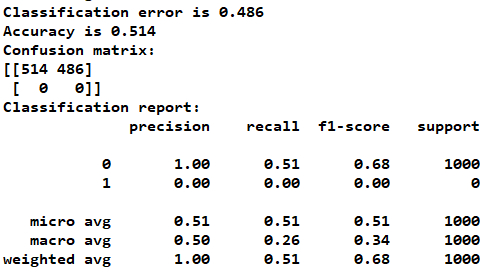 Classification error is 0.486
Accuracy is 0.514
Confusion matrix:
[[514 486]
 [  0   0]]
Classification report:
              precision    recall  f1-score   support

           0       1.00      0.51      0.68      1000
           1       0.00      0.00      0.00         0

   micro avg       0.51      0.51      0.51      1000
   macro avg       0.50      0.26      0.34      1000
weighted avg       1.00      0.51      0.68      1000